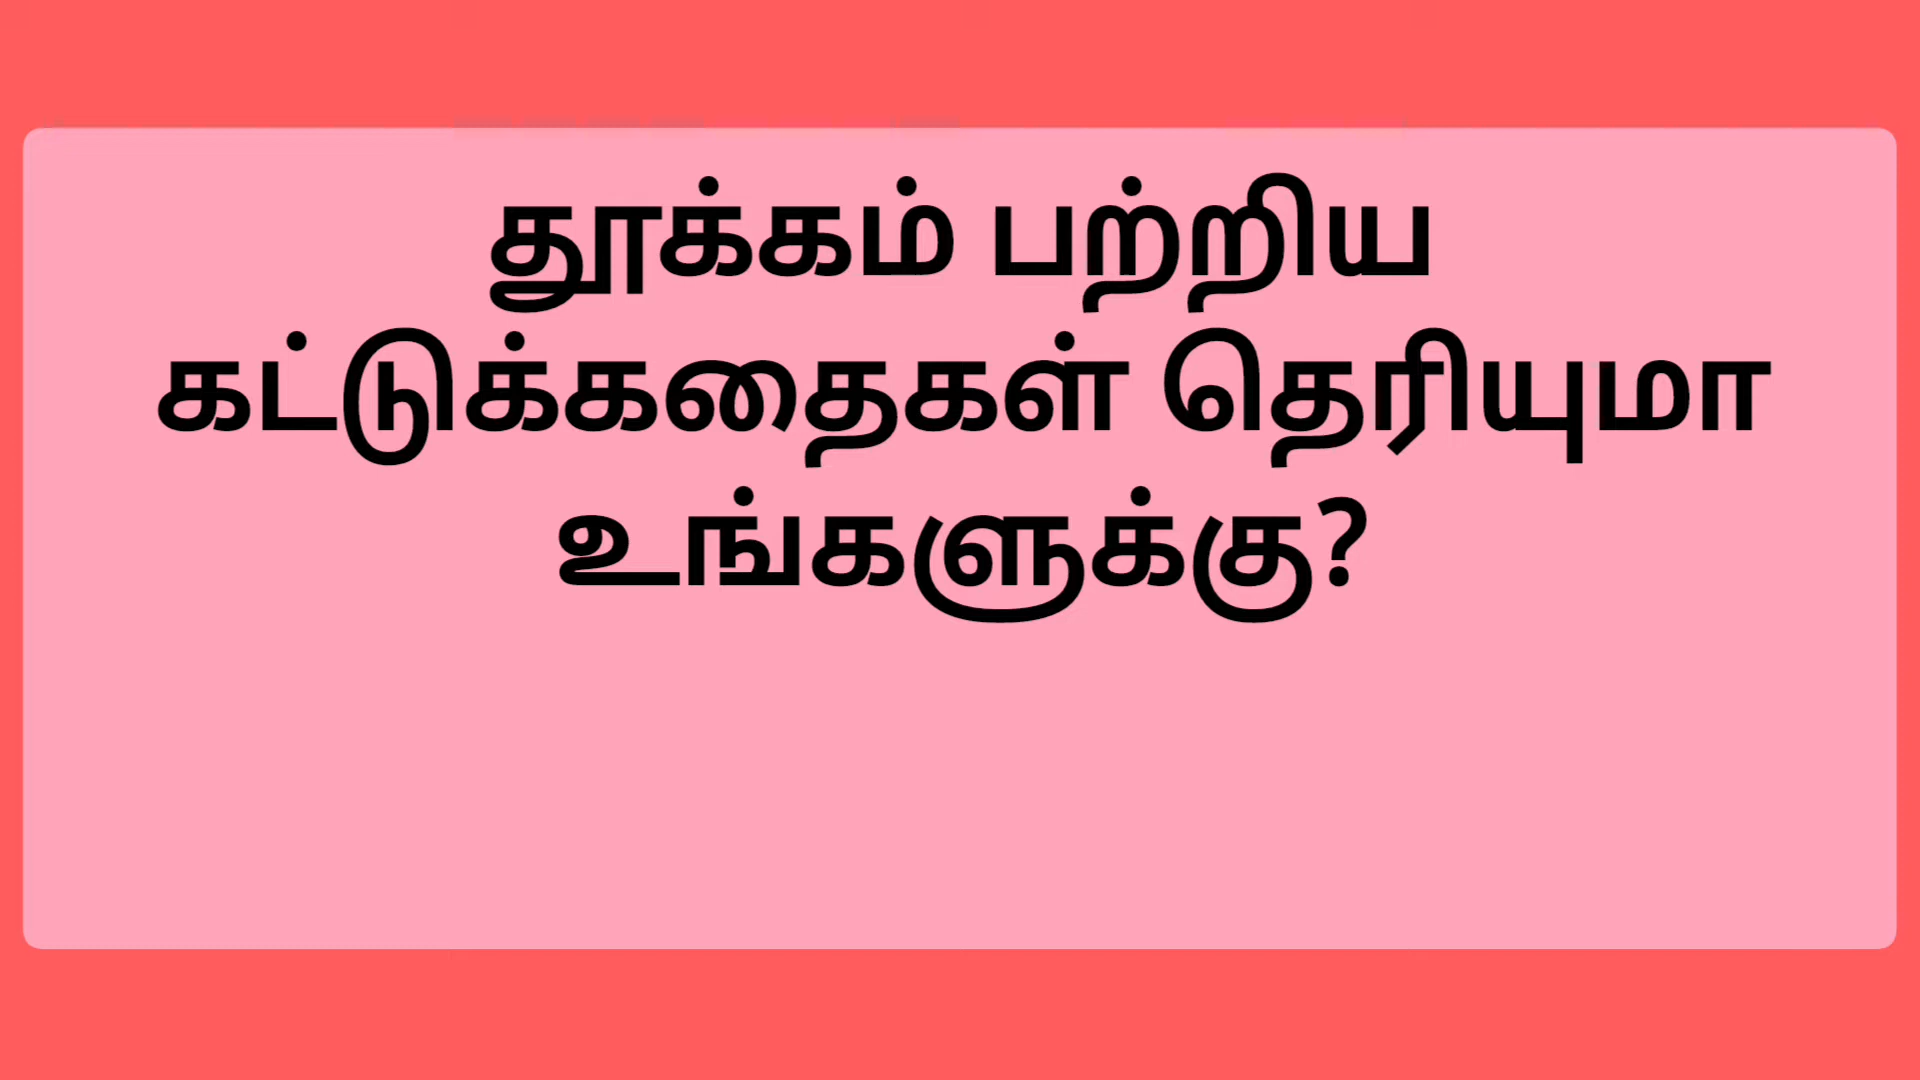 தூக்கம் பற்றிய
கட்டுக்கதைகள் தெரியுமா
உங்களுக்கு?